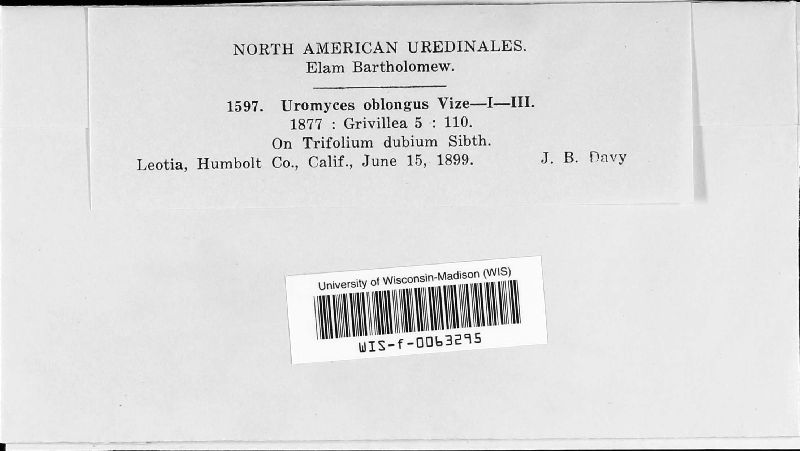 NORTH AMERICAN UREDINALES.
Elam Bartholomew.
1597. Uromyces oblongus Vize—I—III.
1877 : Grivillea 5 : 110.
On Trifolium dubium Sibth.
Leotia, Humbolt Co., Calif., June 15, 1899. J. B. Davy
University of Wisconsin-Madison (WIS)
WIS-f-0063295